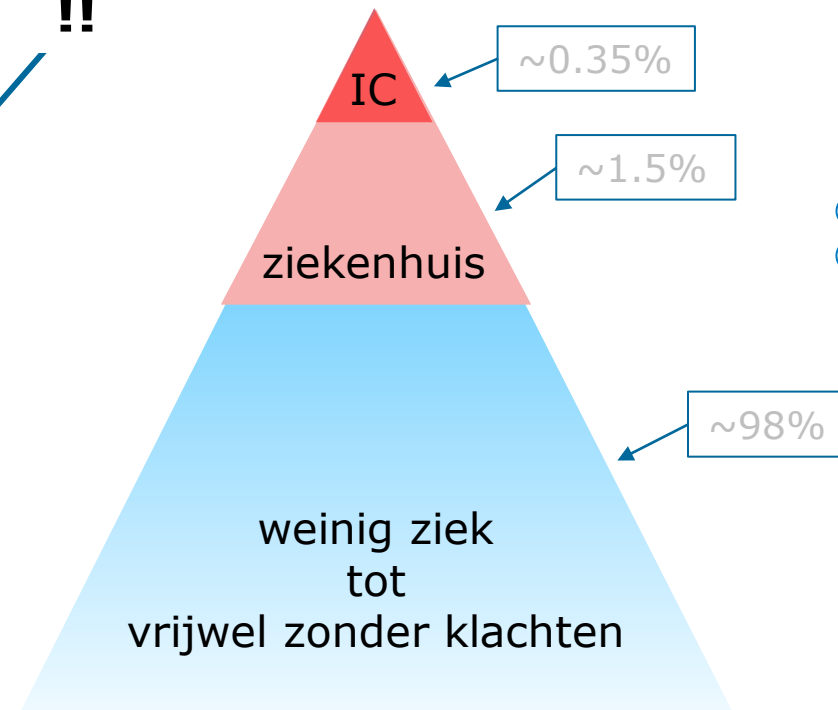 !!
IC
~0.35%
~1.5%
ziekenhuis
~98%
weinig ziek
tot
vrijwel zonder klachten